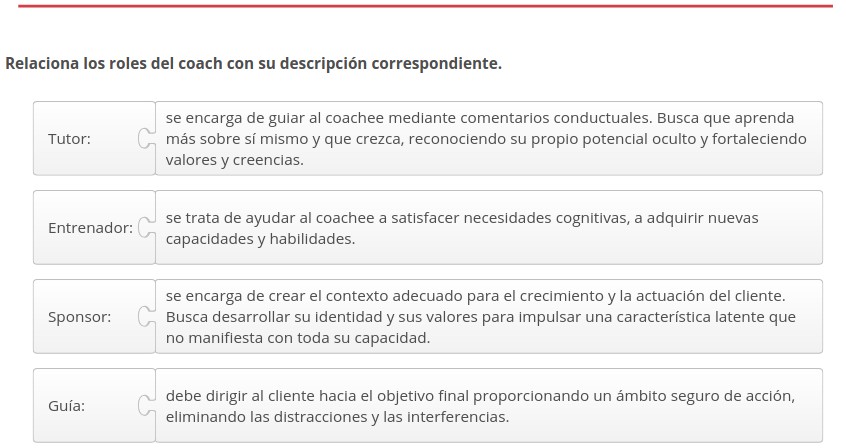 Relaciona los roles del coach con su descripción correspondiente.
Tutor:
se encarga de guiar al coachee mediante comentarios conductuales. Busca que aprenda
más sobre sí mismo y que crezca, reconociendo su propio potencial oculto y fortaleciendo
valores y creencias.
Entrenador:
se trata de ayudar al coachee a satisfacer necesidades cognitivas, a adquirir nuevas
capacidades y habilidades.
Sponsor:
se encarga de crear el contexto adecuado para el crecimiento y la actuación del cliente.
Busca desarrollar su identidad y sus valores para impulsar una característica latente que
no manifiesta con toda su capacidad.
Guía:
debe dirigir al cliente hacia el objetivo final proporcionando un ámbito seguro de acción,
eliminando las distracciones y las interferencias.